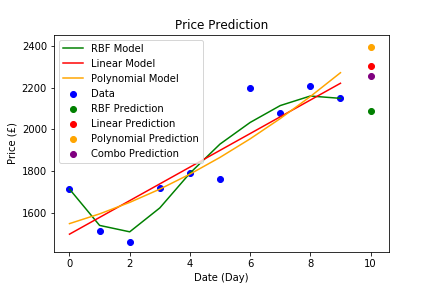 Price Prediction
RBF Model
Linear Model
Polynomial Model
Data
RBF Prediction
Linear Prediction
Polynomial Prediction
Combo Prediction
Price (£)
2400
2200
2000
1800
1600
0 2 4 6 8 10
Date (Day)